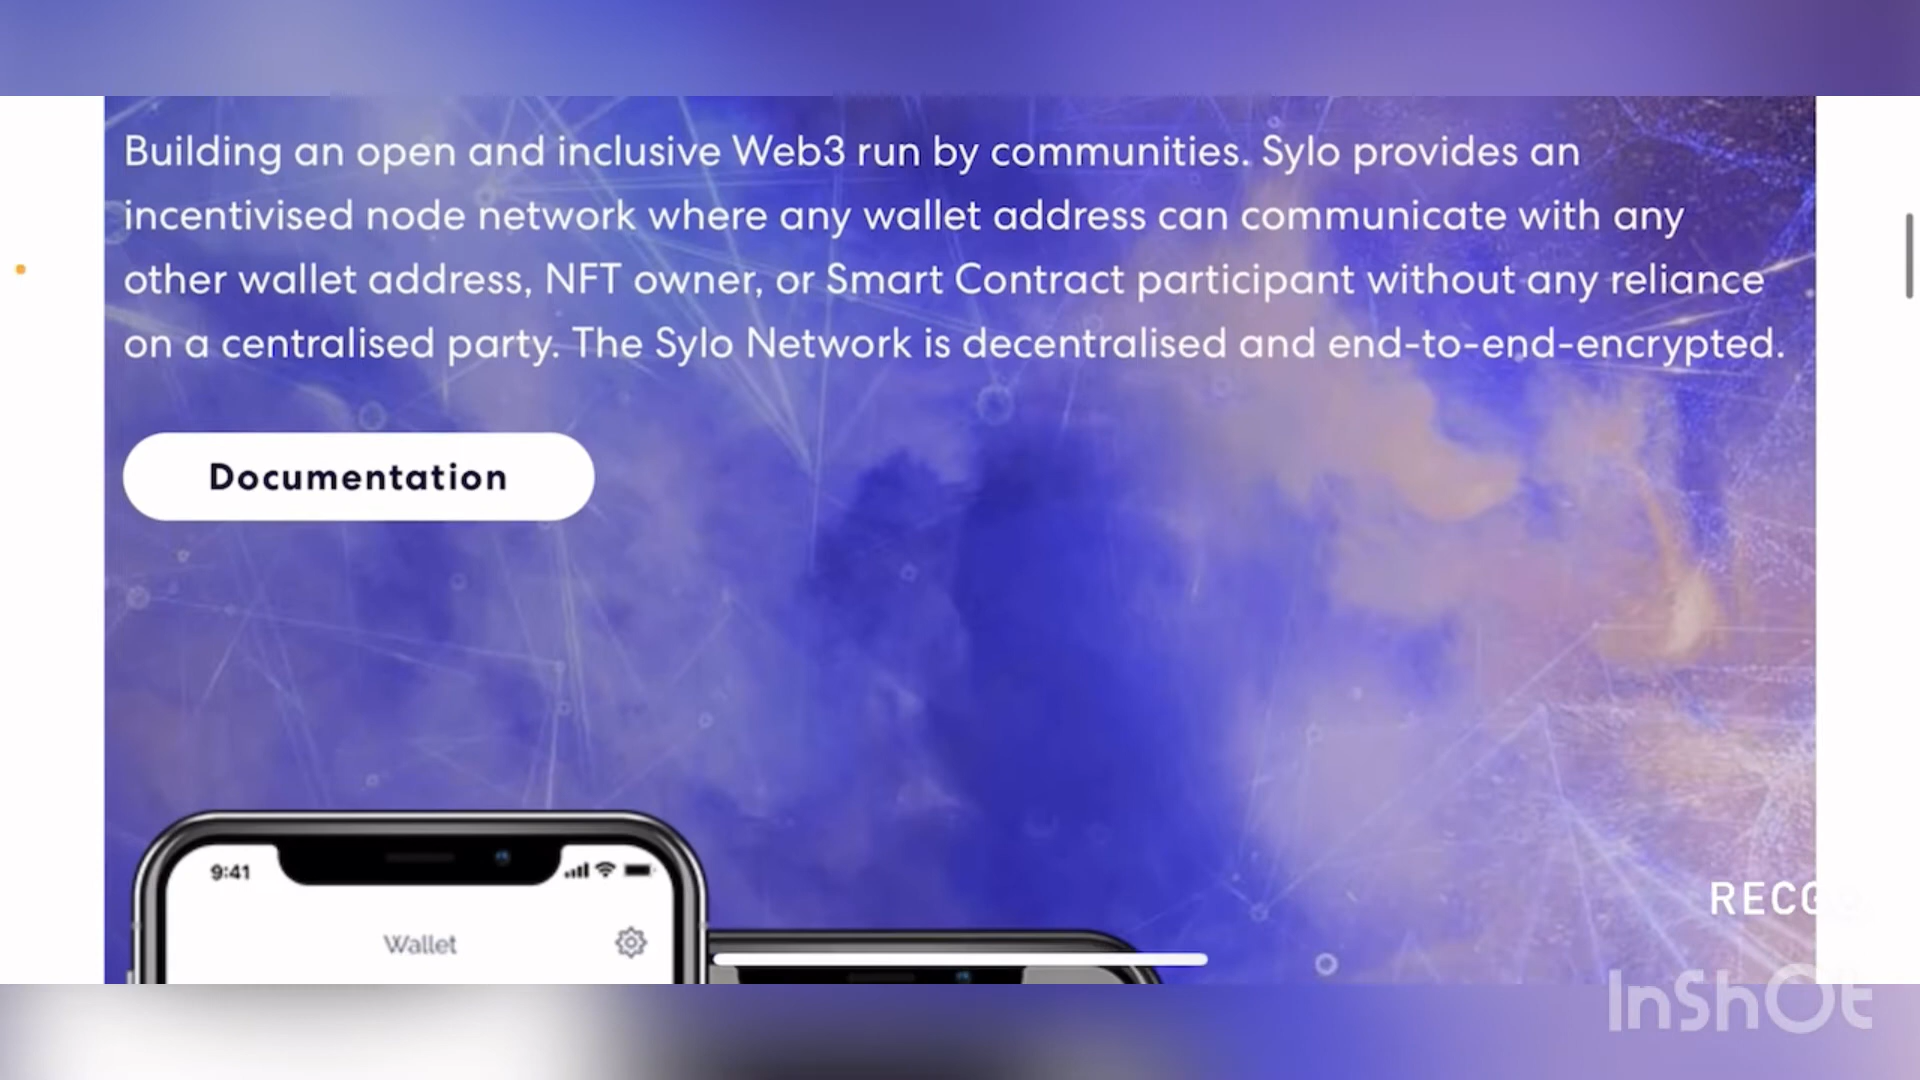 Building an open and inclusive Web3 run by communities. Sylo provides an
incentivised node network where any wallet address can communicate with any
other wallet address, NFT owner, or Smart Contract participant without any reliance
on a centralised party. The Sylo Network is decentralised and end-to-end-encrypted.
Documentation
9:41
Wallet
InShOt